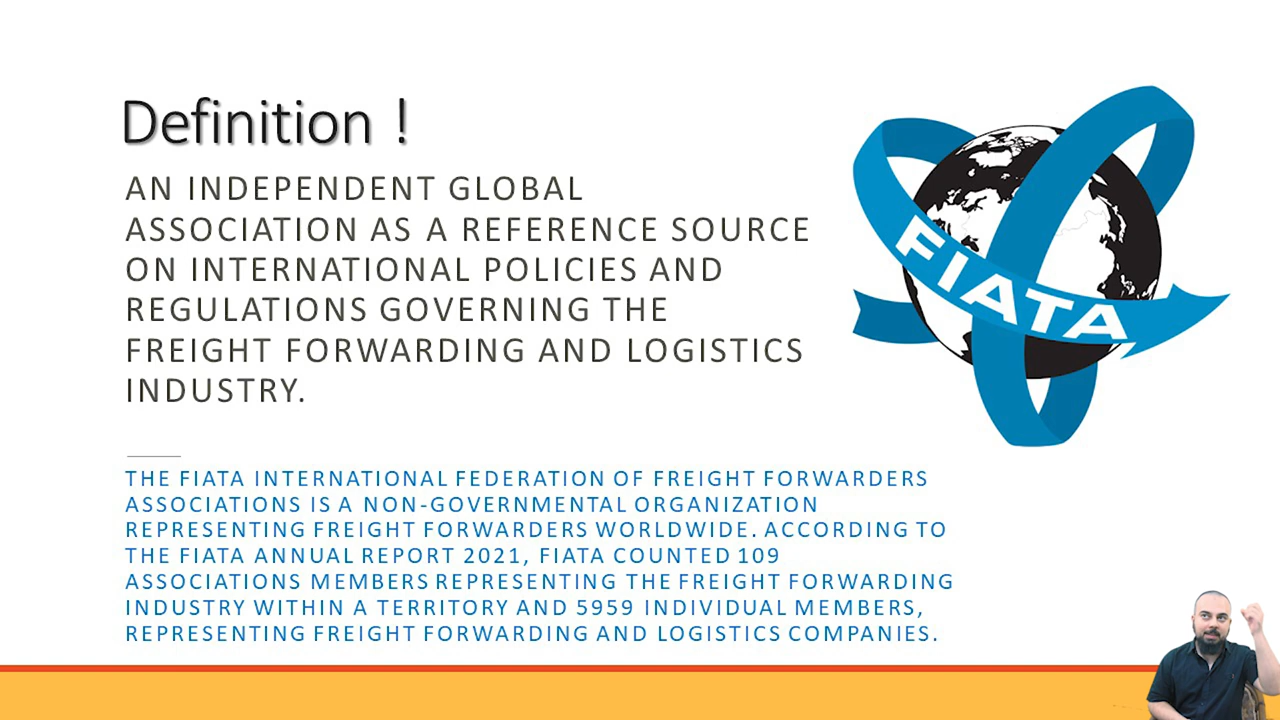 Definition !
AN INDEPENDENT GLOBAL
ASSOCIATION AS A REFERENCE SOURCE
ON INTERNATIONAL POLICIES AND
REGULATIONS GOVERNING THE
FREIGHT FORWARDING AND LOGISTICS
INDUSTRY.
FIATA
THE FIATA INTERNATIONAL FEDERATION OF FREIGHT FORWARDERS
ASSOCIATIONS IS A NON-GOVERNMENTAL ORGANIZATION
REPRESENTING FREIGHT FORWARDERS WORLDWIDE. ACCORDING TO
THE FIATA ANNUAL REPORT 2021, FIATA COUNTED 109
ASSOCIATIONS MEMBERS REPRESENTING THE FREIGHT FORWARDING
INDUSTRY WITHIN A TERRITORY AND 5959 INDIVIDUAL MEMBERS,
REPRESENTING FREIGHT FORWARDING AND LOGISTICS COMPANIES.